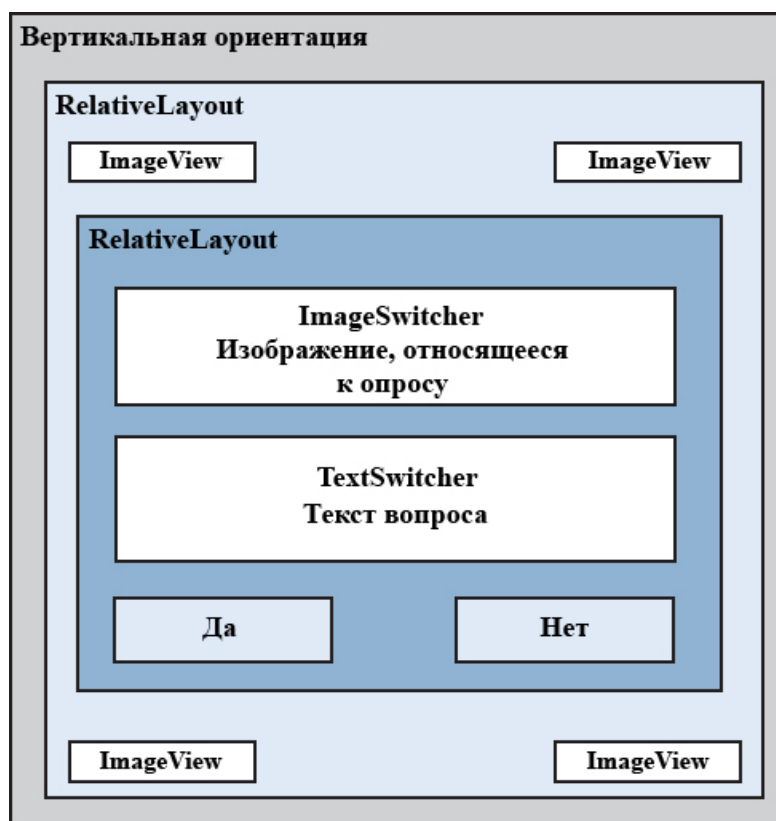 Вертикальная ориентация
RelativeLayout
ImageView
ImageView
RelativeLayout
ImageSwitcher
Изображение, относящееся
к опросу
TextSwitcher
Текст вопроса
Да
Нет
ImageView
ImageView